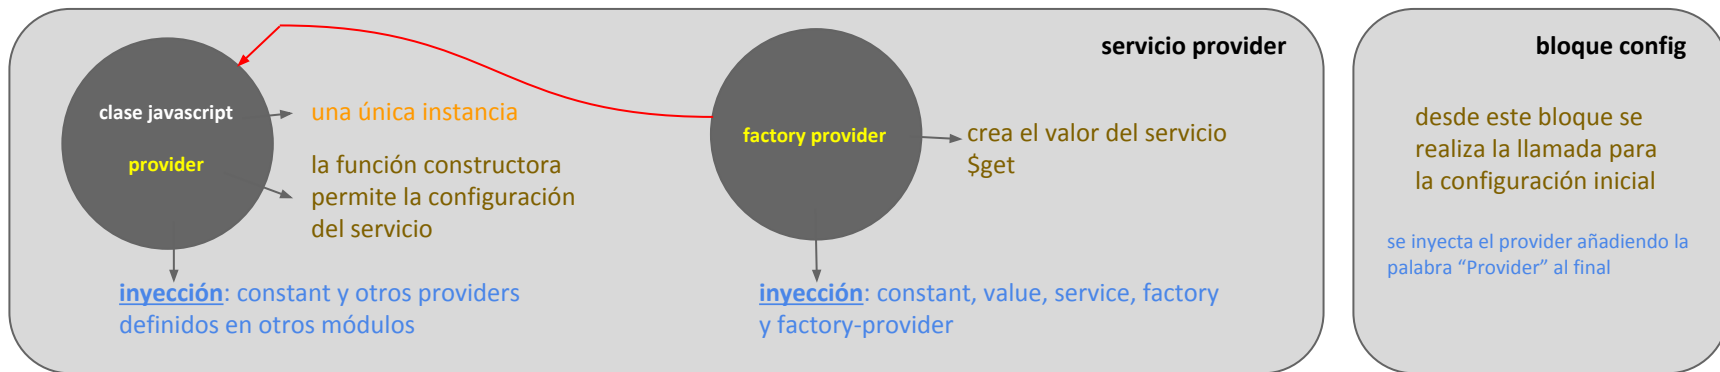 servicio provider
clase javascript
provider
una única instancia
la función constructora
permite la configuración
del servicio
inyección: constant y otros providers
definidos en otros módulos
factory provider
crea el valor del servicio
$get
inyección: constant, value, service, factory
y factory-provider
bloque config
desde este bloque se
realiza la llamada para
la configuración inicial
se inyecta el provider añadiendo la
palabra “Provider” al final